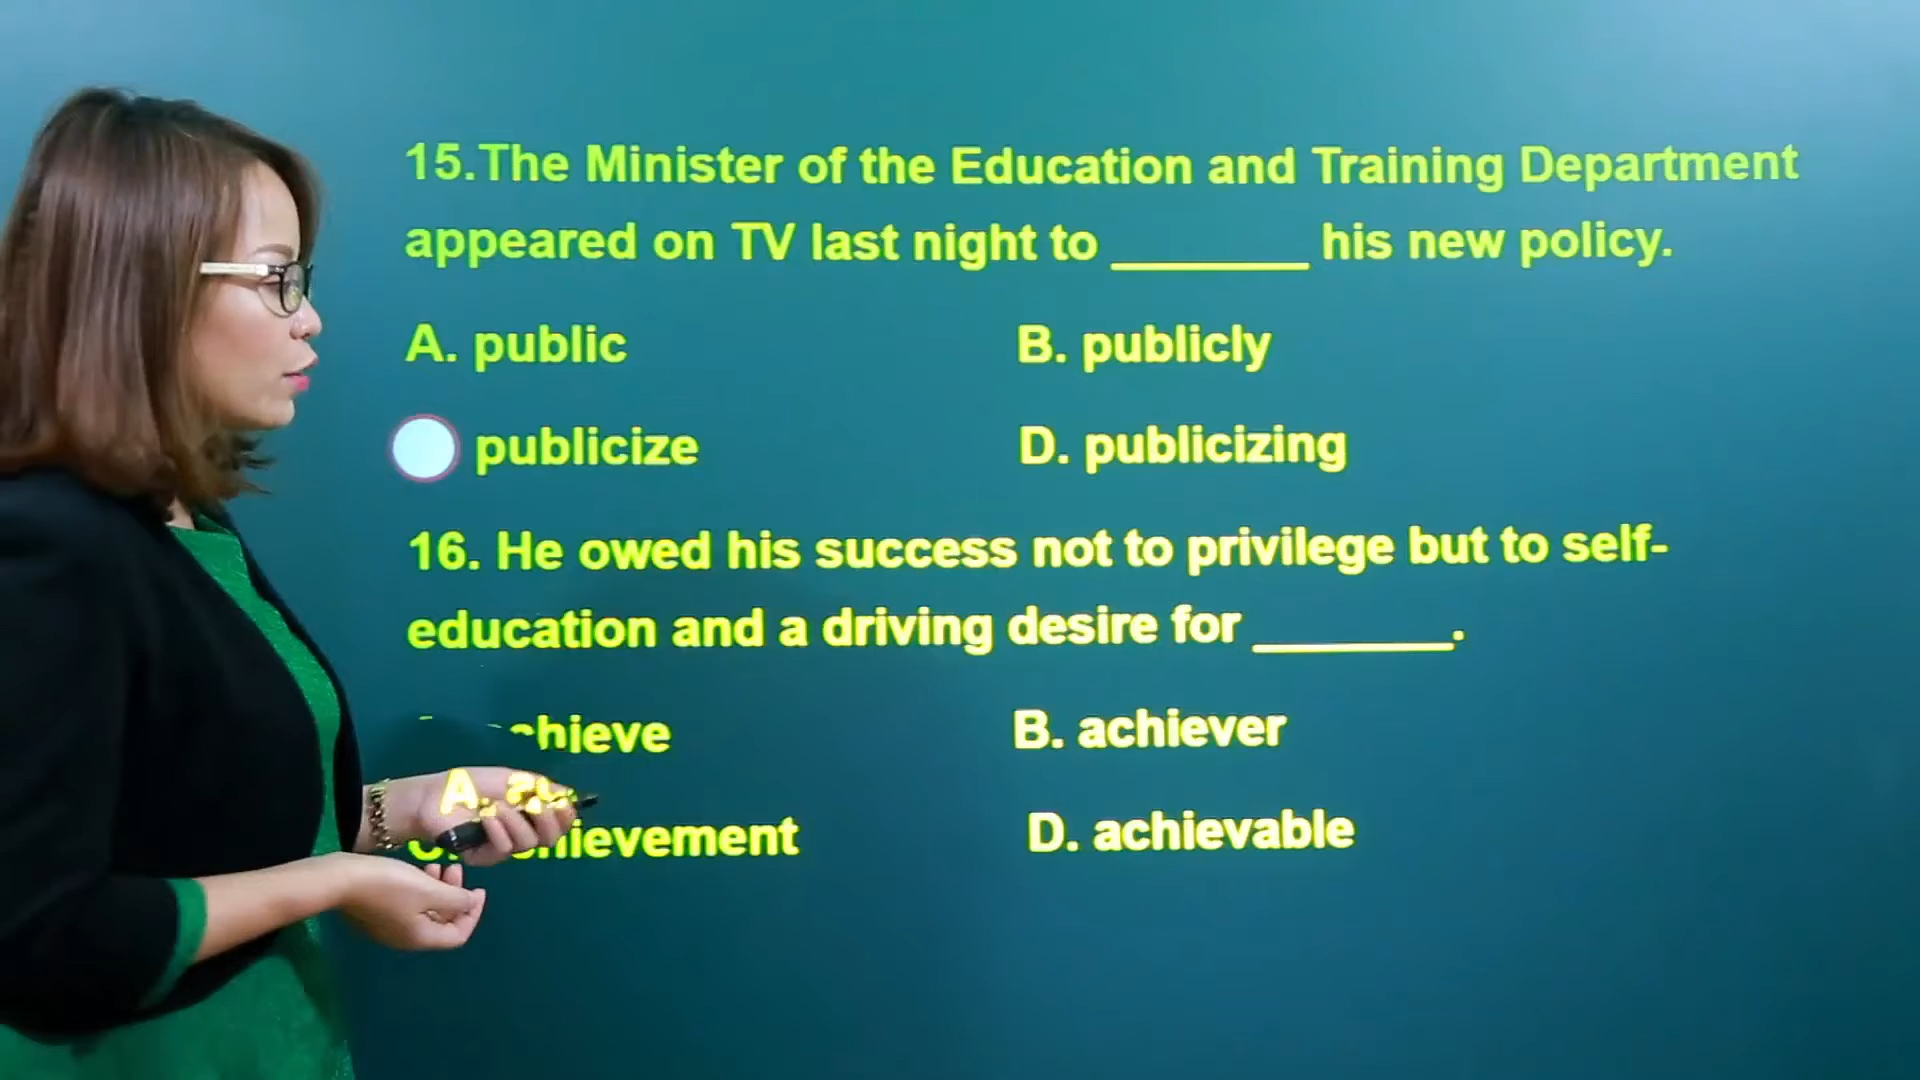 15.The Minister of the Education and Training Department
appeared on TV last night to _______ his new policy.
A. public B. publicly
publicize D. publicizing
16. He owed his success not to privilege but to self-
education and a driving desire for _______.
achieve B. achiever
C. achievement D. achievable